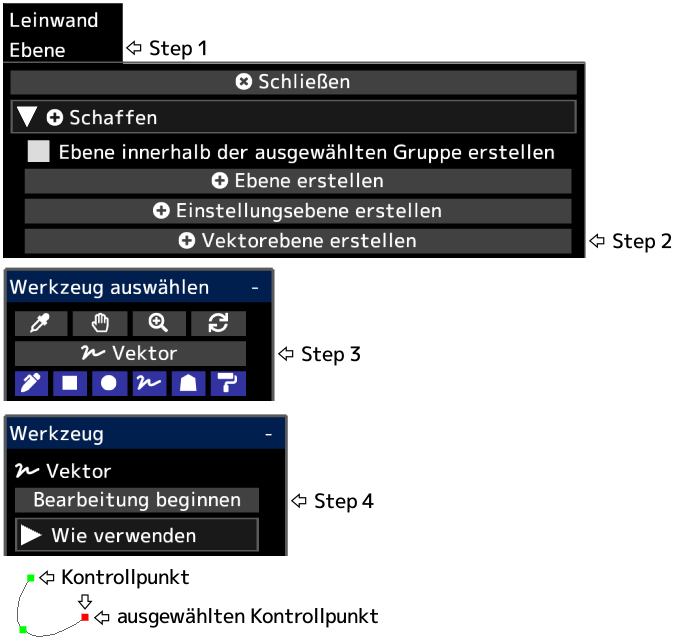 Leinwand
Ebene
Step 1
Schließen
Schaffen
Ebene innerhalb der ausgewählten Gruppe erstellen
Ebene erstellen
Einstellungsebene erstellen
Vektorebene erstellen
Step 2
Werkzeug auswählen -
Vektor
Step 3
Werkzeug -
Vektor
Bearbeitung beginnen
Step 4
Wie verwenden
Kontrollpunkt
ausgewählten Kontrollpunkt